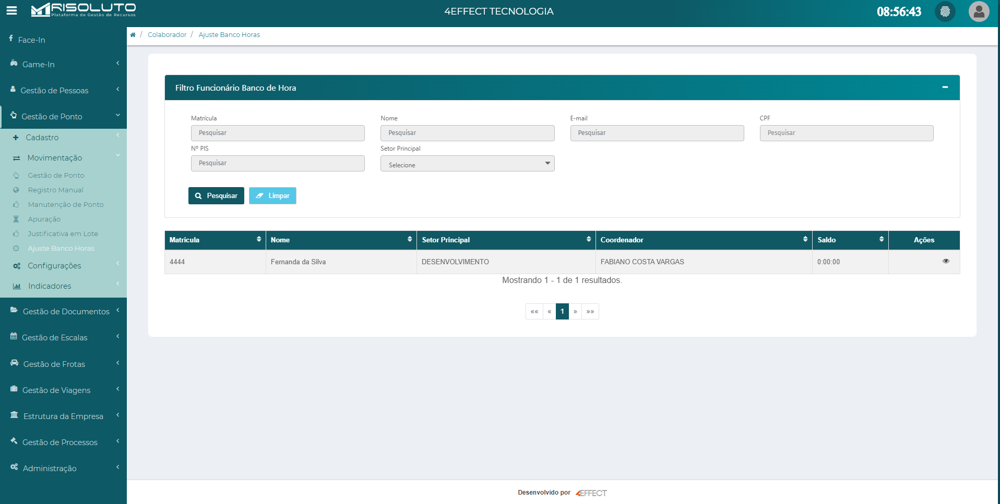 RISOLUTO
Plataforma de Gestão de Recursos
4EFFECT TECNOLOGIA
08:56:43
/ Colaborador / Ajuste Banco Horas
Face-In
Game-In
Gestão de Pessoas
Gestão de Ponto
Cadastro
Movimentação
Gestão de Ponto
Registro Manual
Manutenção de Ponto
Apuração
Justificativa em Lote
Ajuste Banco Horas
Configurações
Indicadores
Gestão de Documentos
Gestão de Escalas
Gestão de Frotas
Gestão de Viagens
Estrutura da Empresa
Gestão de Processos
Administração
Filtro Funcionário Banco de Hora
Matrícula Nome E-mail CPF
Pesquisar Pesquisar Pesquisar Pesquisar
Nº PIS Setor Principal
Pesquisar Selecione
Pesquisar Limpar
Matrícula Nome Setor Principal Coordenador Saldo Ações
4444 Fernanda da Silva DESENVOLVIMENTO FABIANO COSTA VARGAS 0:00:00
Mostrando 1 - 1 de 1 resultados.
«« « 1 » »»
Desenvolvido por 4EFFECT